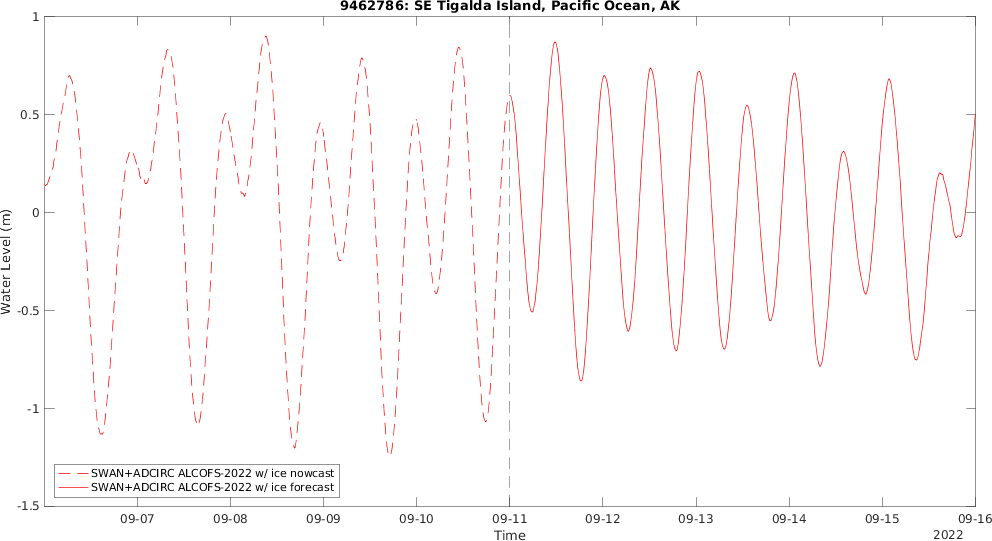 9462786: SE Tigalda Island, Pacific Ocean, AK
1
0.5
0
-0.5
-1
-1.5
Water Level (m)
SWAN+ADCIRC ALCOFS-2022 w/ ice nowcast
SWAN+ADCIRC ALCOFS-2022 w/ ice forecast
09-07 09-08 09-09 09-10 09-11 09-12 09-13 09-14 09-15 09-16
Time
2022